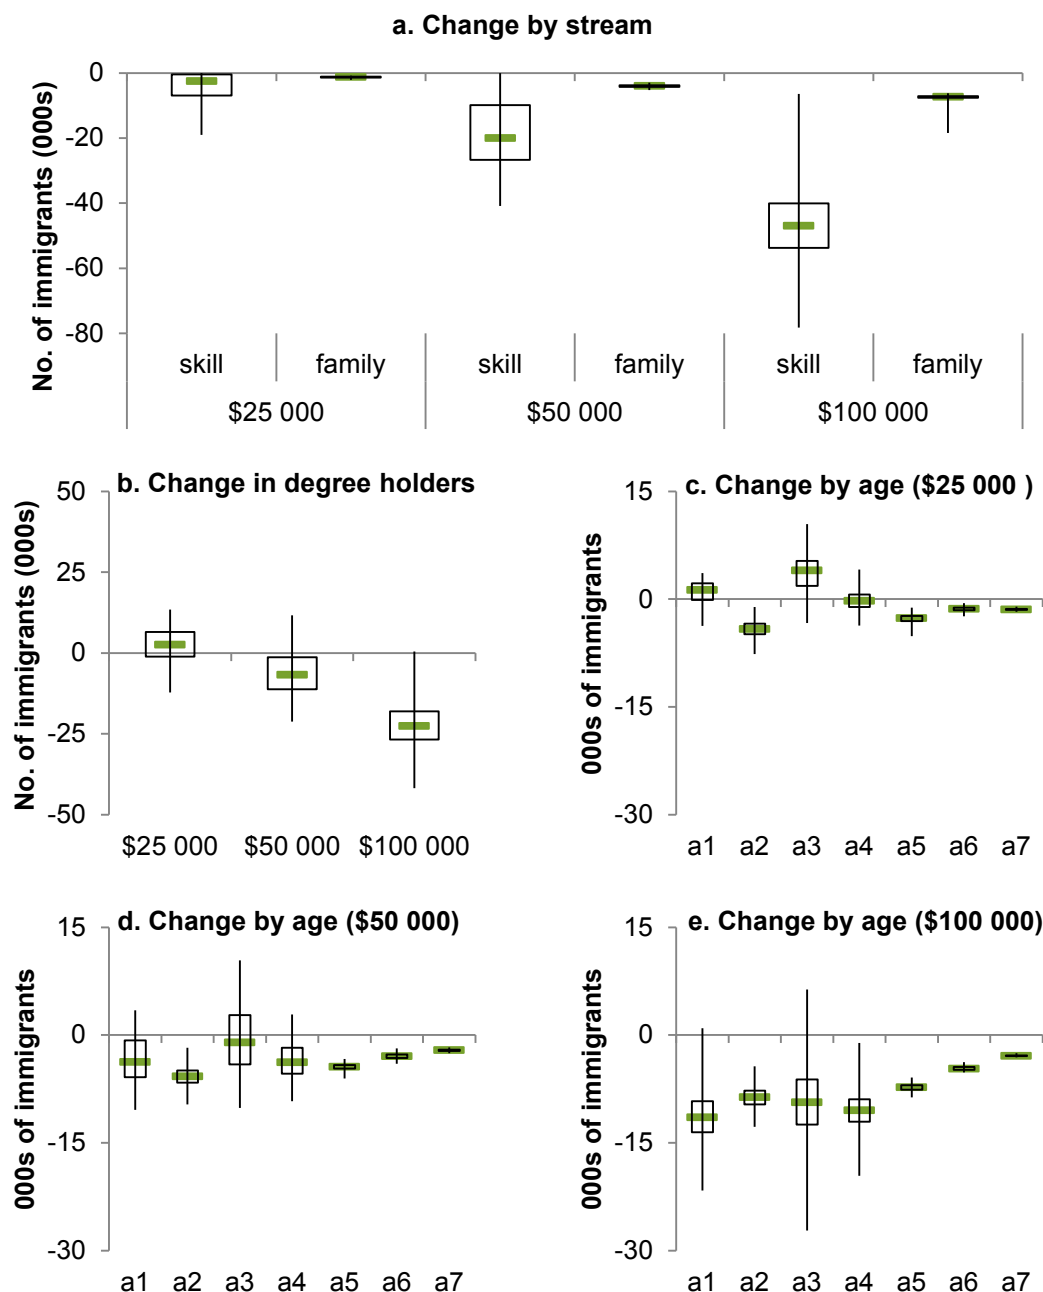 a. Change by stream
No. of immigrants (000s)
0
-20
-40
-60
-80
skill family skill family skill family
$25 000 $50 000 $100 000
b. Change in degree holders
No. of immigrants (000s)
50
25
0
-25
-50
$25 000 $50 000 $100 000
c. Change by age ($25 000 )
000s of immigrants
15
0
-15
-30
a1 a2 a3 a4 a5 a6 a7
d. Change by age ($50 000)
000s of immigrants
15
0
-15
-30
a1 a2 a3 a4 a5 a6 a7
e. Change by age ($100 000)
000s of immigrants
15
0
-15
-30
a1 a2 a3 a4 a5 a6 a7